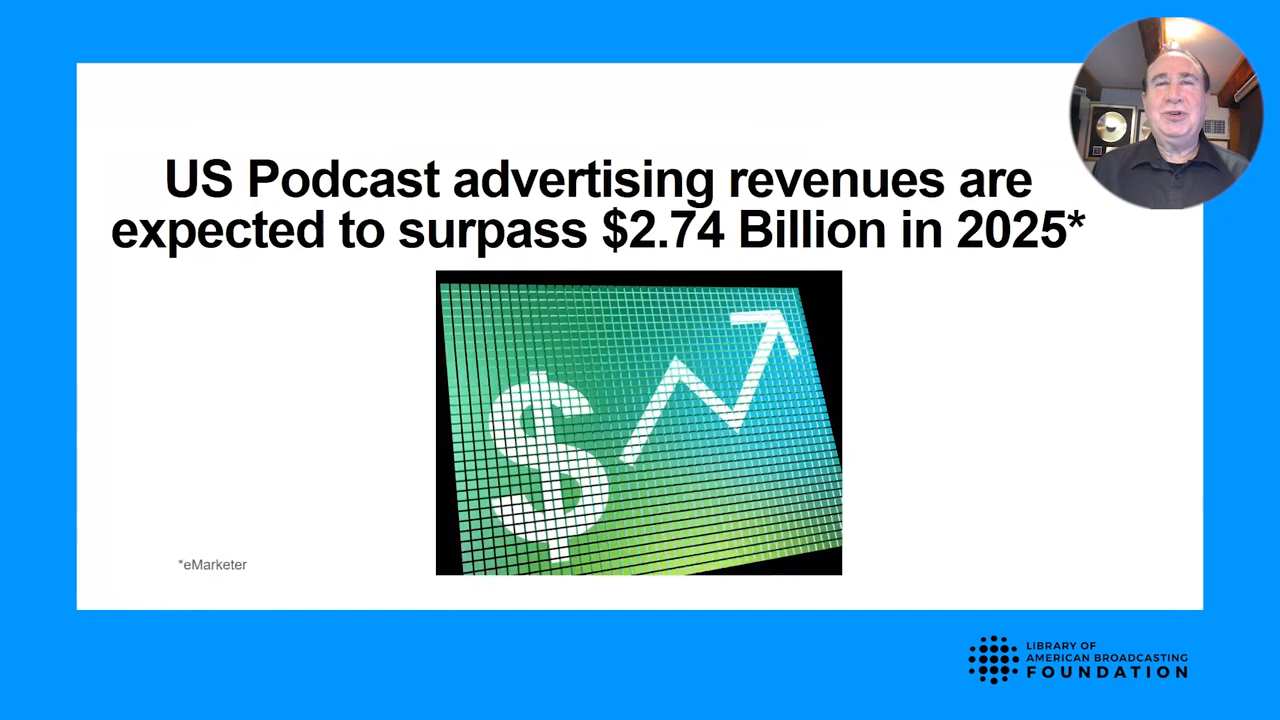 US Podcast advertising revenues are
expected to surpass $2.74 Billion in 2025*
$
*eMarketer
LIBRARY OF
AMERICAN BROADCASTING
FOUNDATION